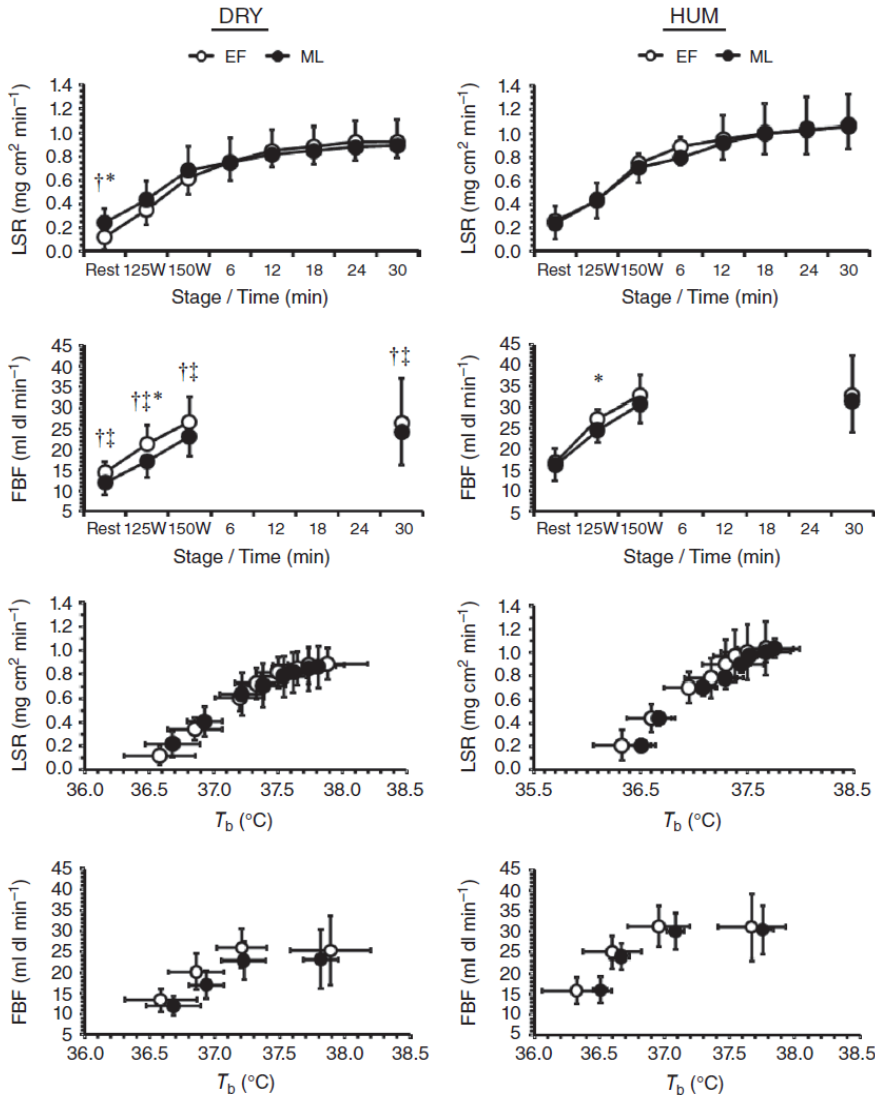 DRY
HUM
EF ML
EF ML
LSR (mg cm² min⁻¹)
1.4
1.2
1.0
0.8
0.6
0.4
0.2
0.0
†*
Rest 125W 150W 6 12 18 24 30
Stage / Time (min)
LSR (mg cm² min⁻¹)
1.4
1.2
1.0
0.8
0.6
0.4
0.2
0.0
Rest 125W 150W 6 12 18 24 30
Stage / Time (min)
FBF (ml dl min⁻¹)
45
40
35
30
25
20
15
10
5
†‡
†‡*
†‡
†‡
Rest 125W 150W 6 12 18 24 30
Stage / Time (min)
FBF (ml dl min⁻¹)
45
40
35
30
25
20
15
10
5
*
Rest 125W 150W 6 12 18 24 30
Stage / Time (min)
LSR (mg cm² min⁻¹)
1.4
1.2
1.0
0.8
0.6
0.4
0.2
0.0
36.0 36.5 37.0 37.5 38.0 38.5
Tb (°C)
LSR (mg cm² min⁻¹)
1.4
1.2
1.0
0.8
0.6
0.4
0.2
0.0
35.5 36.5 37.5 38.5
Tb (°C)
FBF (ml dl min⁻¹)
45
40
35
30
25
20
15
10
5
36.0 36.5 37.0 37.5 38.0 38.5
Tb (°C)
FBF (ml dl min⁻¹)
45
40
35
30
25
20
15
10
5
36.0 36.5 37.0 37.5 38.0 38.5
Tb (°C)